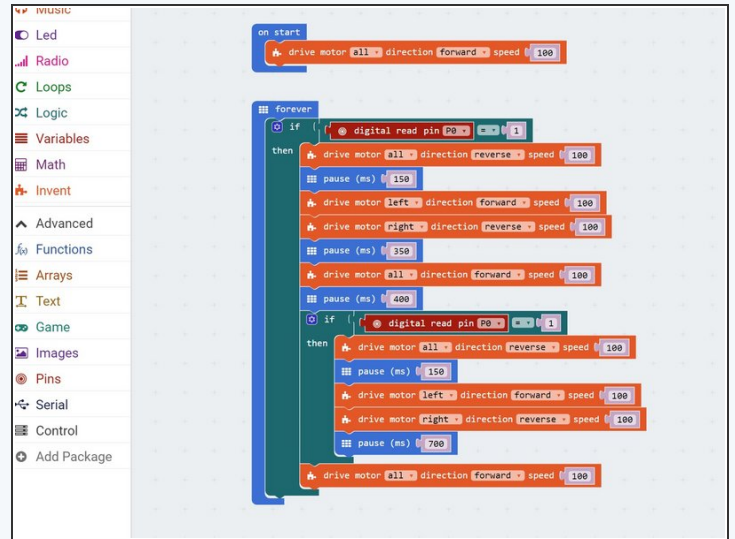 Music
Led
Radio
Loops
Logic
Variables
Math
Invent
Advanced
Functions
Arrays
Text
Game
Images
Pins
Serial
Control
Add Package
on start
drive motor all direction forward speed 100
forever
if digital read pin P0 = 1
then
drive motor all direction reverse speed 100
pause (ms) 150
drive motor left direction forward speed 100
drive motor right direction reverse speed 100
pause (ms) 350
drive motor all direction forward speed 100
pause (ms) 400
if digital read pin P0 = 1
then
drive motor all direction reverse speed 100
pause (ms) 150
drive motor left direction forward speed 100
drive motor right direction reverse speed 100
pause (ms) 700
drive motor all direction forward speed 100